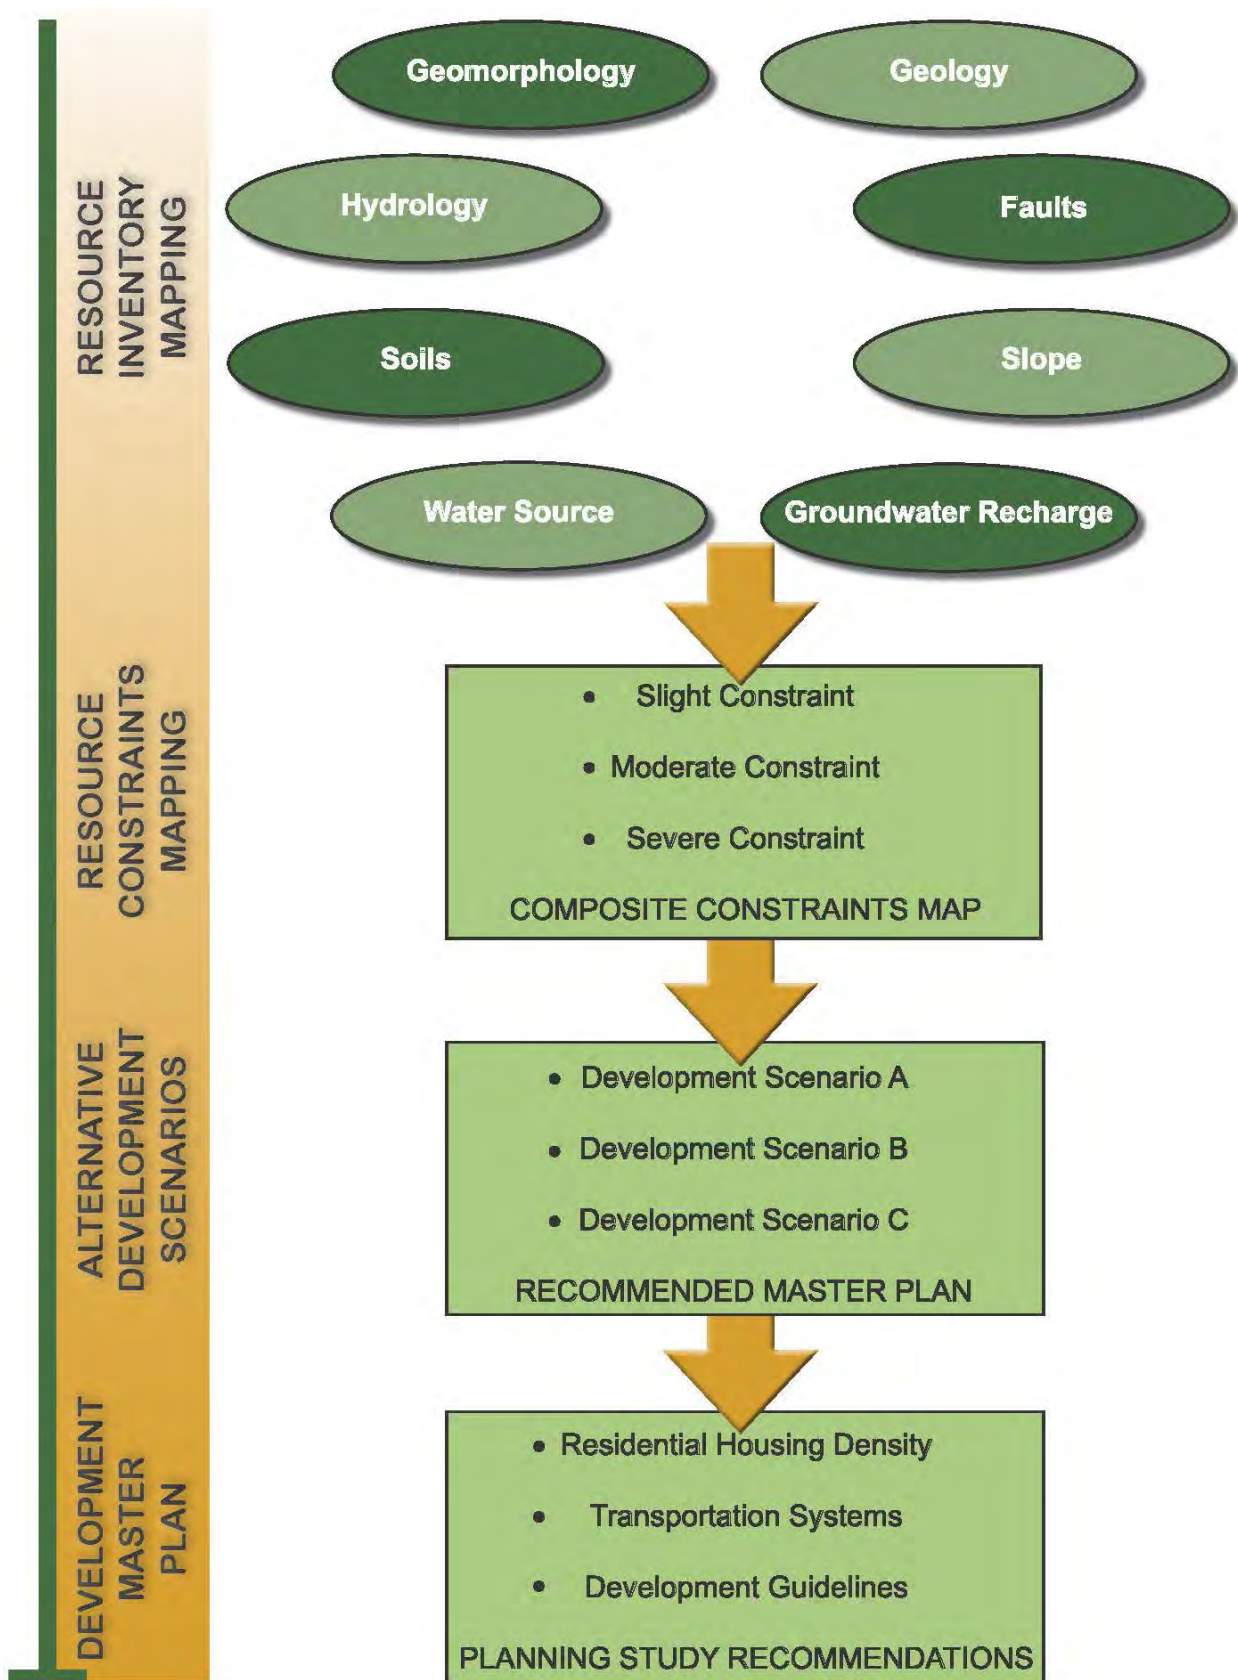 RESOURCE
INVENTORY
MAPPING
Geomorphology
Geology
Hydrology
Faults
Soils
Slope
Water Source
Groundwater Recharge
RESOURCE
CONSTRAINTS
MAPPING
• Slight Constraint
• Moderate Constraint
• Severe Constraint
COMPOSITE CONSTRAINTS MAP
ALTERNATIVE
DEVELOPMENT
SCENARIOS
• Development Scenario A
• Development Scenario B
• Development Scenario C
RECOMMENDED MASTER PLAN
DEVELOPMENT
MASTER
PLAN
• Residential Housing Density
• Transportation Systems
• Development Guidelines
PLANNING STUDY RECOMMENDATIONS